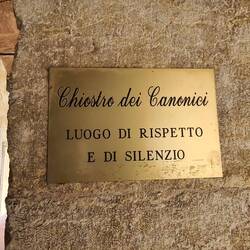 Chiostro dei Canonici
LUOGO DI RISPETTO
E DI SILENZIO